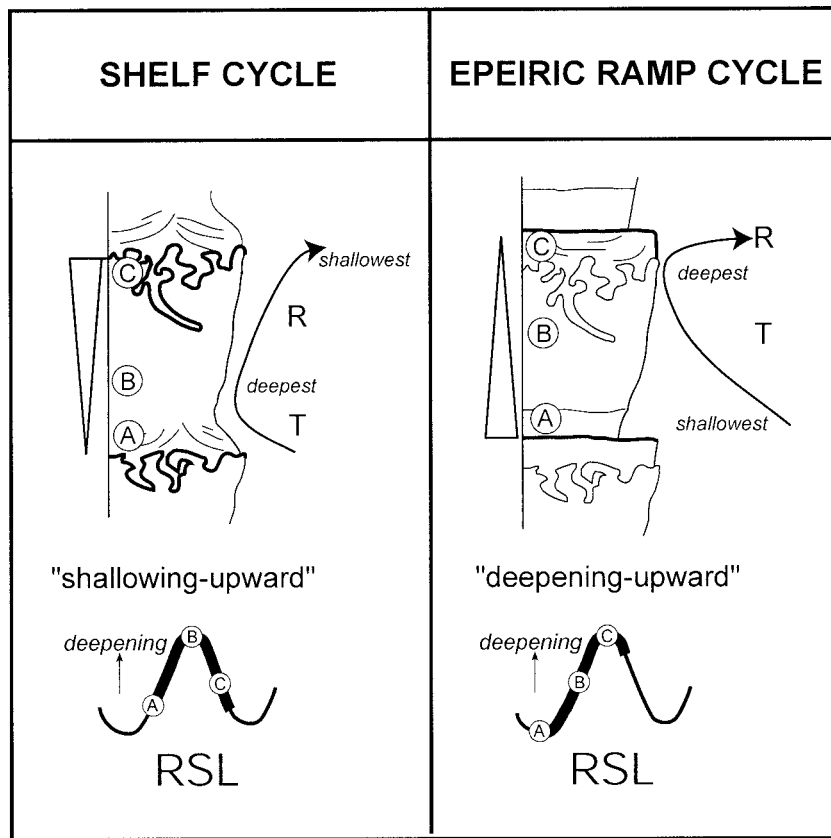 SHELF CYCLE
C
B
A
shallowest
R
deepest
T
"shallowing-upward"
deepening
B
A
C
RSL
EPEIRIC RAMP CYCLE
C
B
A
R
deepest
T
shallowest
"deepening-upward"
deepening
C
B
A
RSL